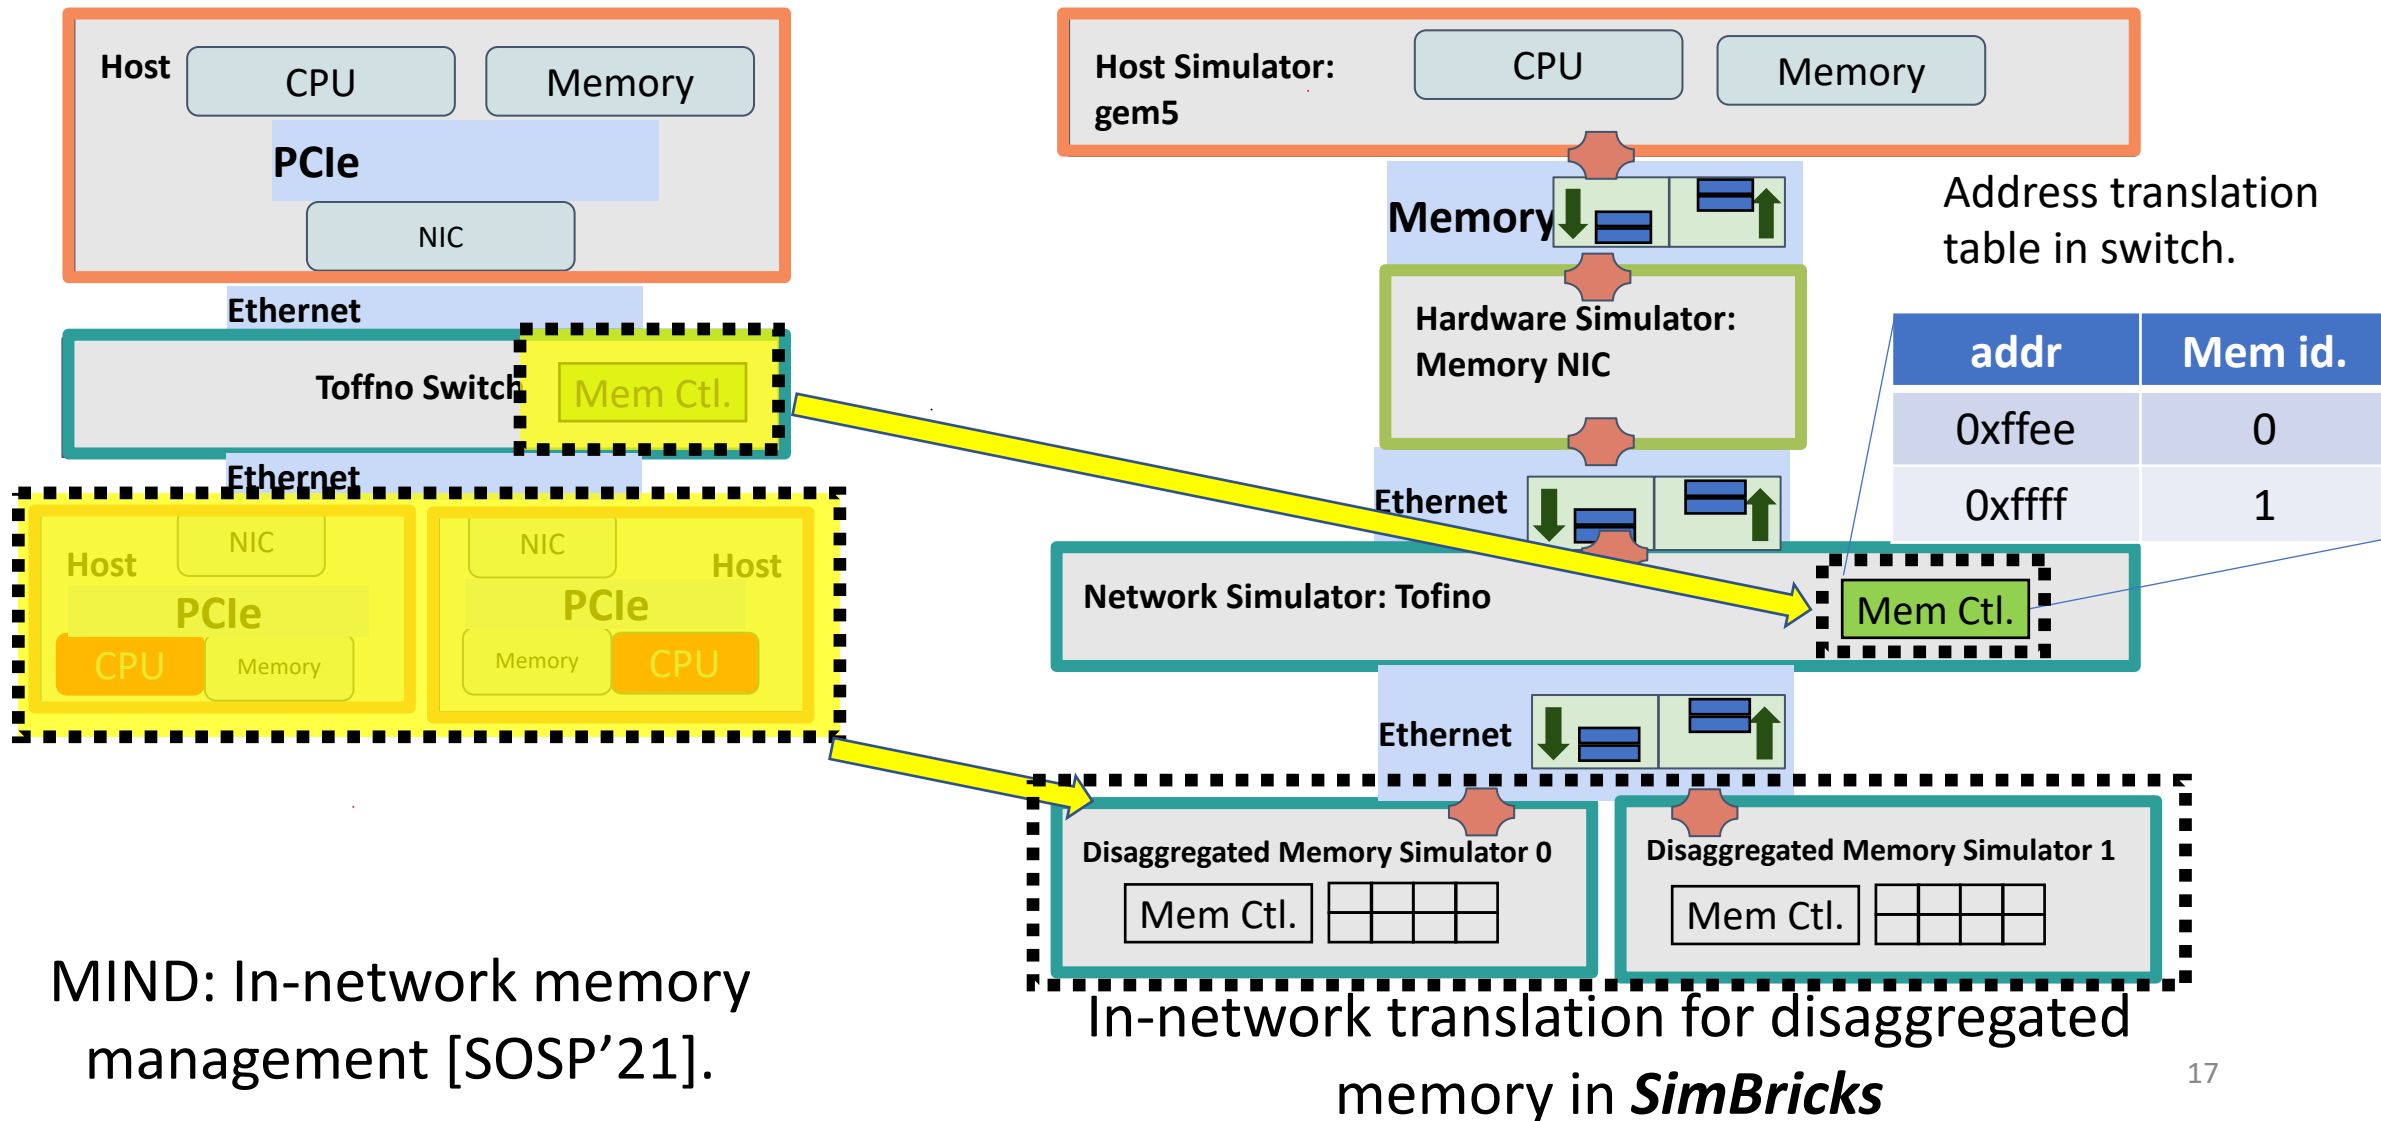 Host
CPU
Memory
PCIe
NIC
Ethernet
Toffno Switch
Mem Ctl.
Ethernet
NIC
Host
PCIe
CPU
Memory
NIC
Host
PCIe
Memory
CPU
MIND: In-network memory
management [SOSP’21].
Host Simulator:
gem5
CPU
Memory
Memory
Hardware Simulator:
Memory NIC
Ethernet
Network Simulator: Tofino
Mem Ctl.
Address translation
table in switch.
addr Mem id.
0xffee 0
0xffff 1
Ethernet
Disaggregated Memory Simulator 0
Mem Ctl.
Disaggregated Memory Simulator 1
Mem Ctl.
In-network translation for disaggregated
memory in SimBricks
17